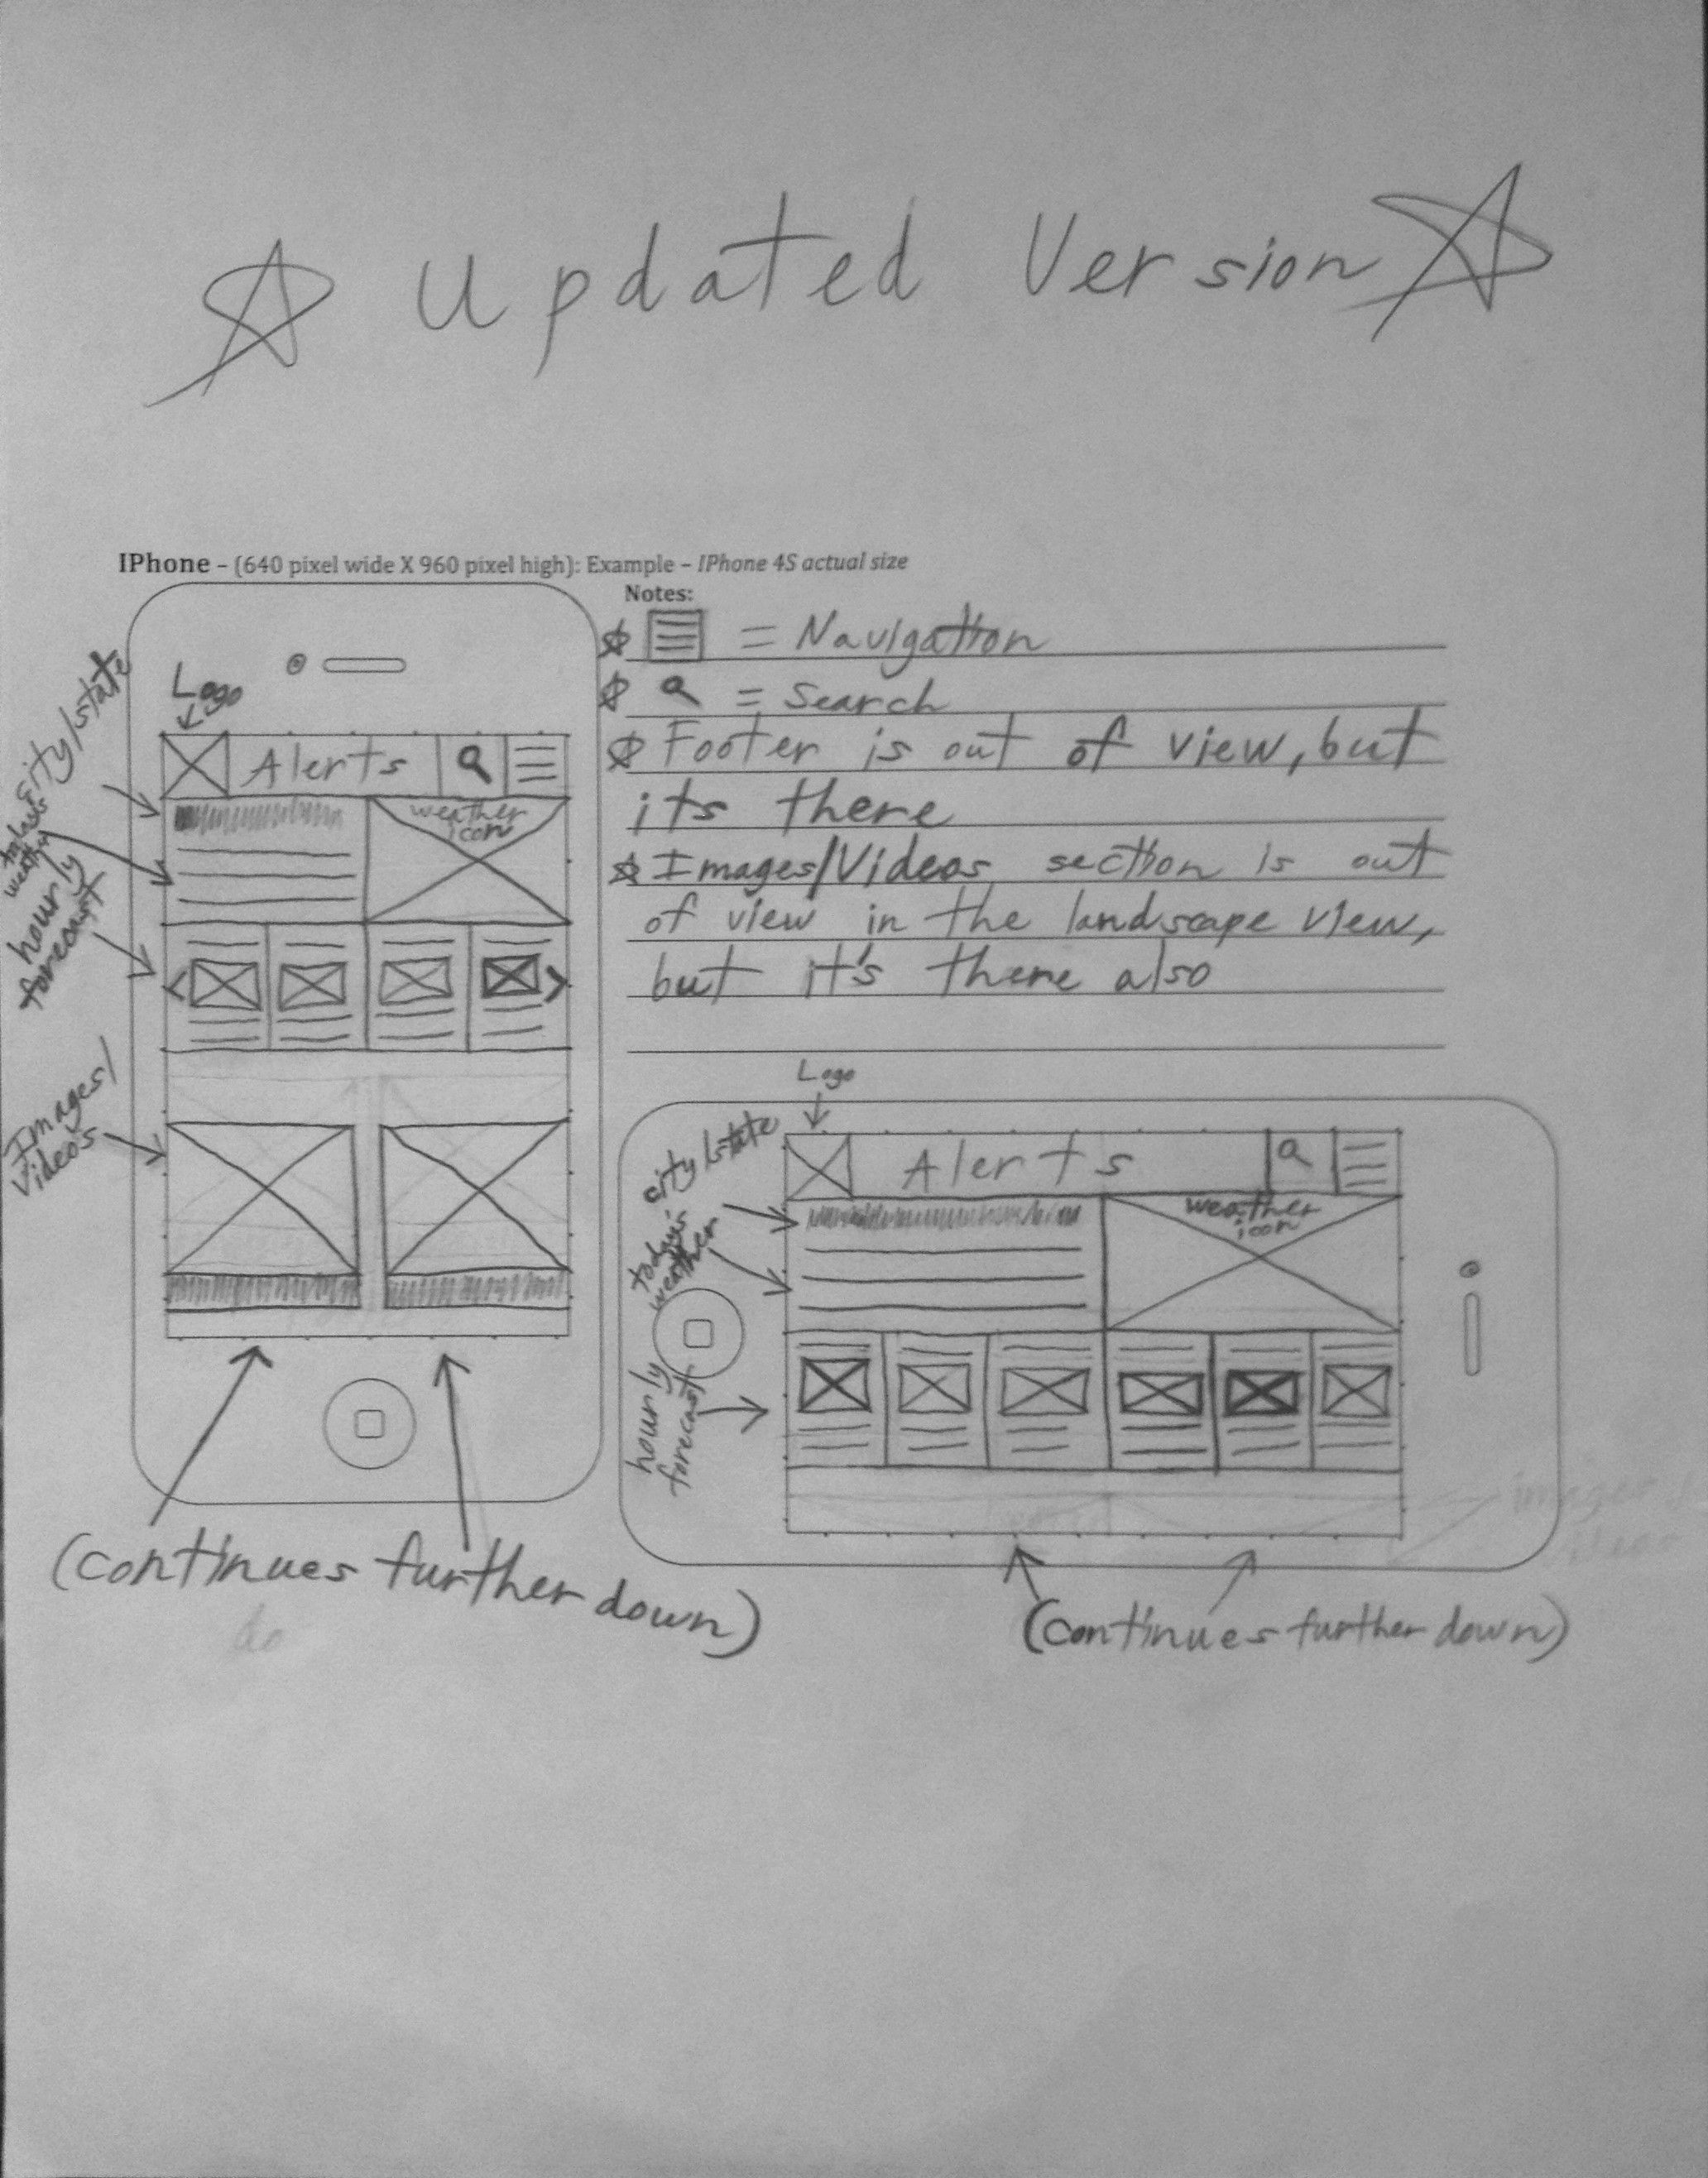 Updated Version
IPhone - (640 pixel wide X 960 pixel high): Example - IPhone 4S actual size
Notes:
= Navigation
= Search
Footer is out of view, but
its there
Images/Videos section is out
of view in the landscape view,
but it's there also
Logo
city/state
Alerts
weather
icon
todays
weather
hourly
forecast
Images/
Videos
(continues further down)
Logo
city/state
Alerts
weather
icon
today's
weather
hourly
forecast
images/
(continues further down)